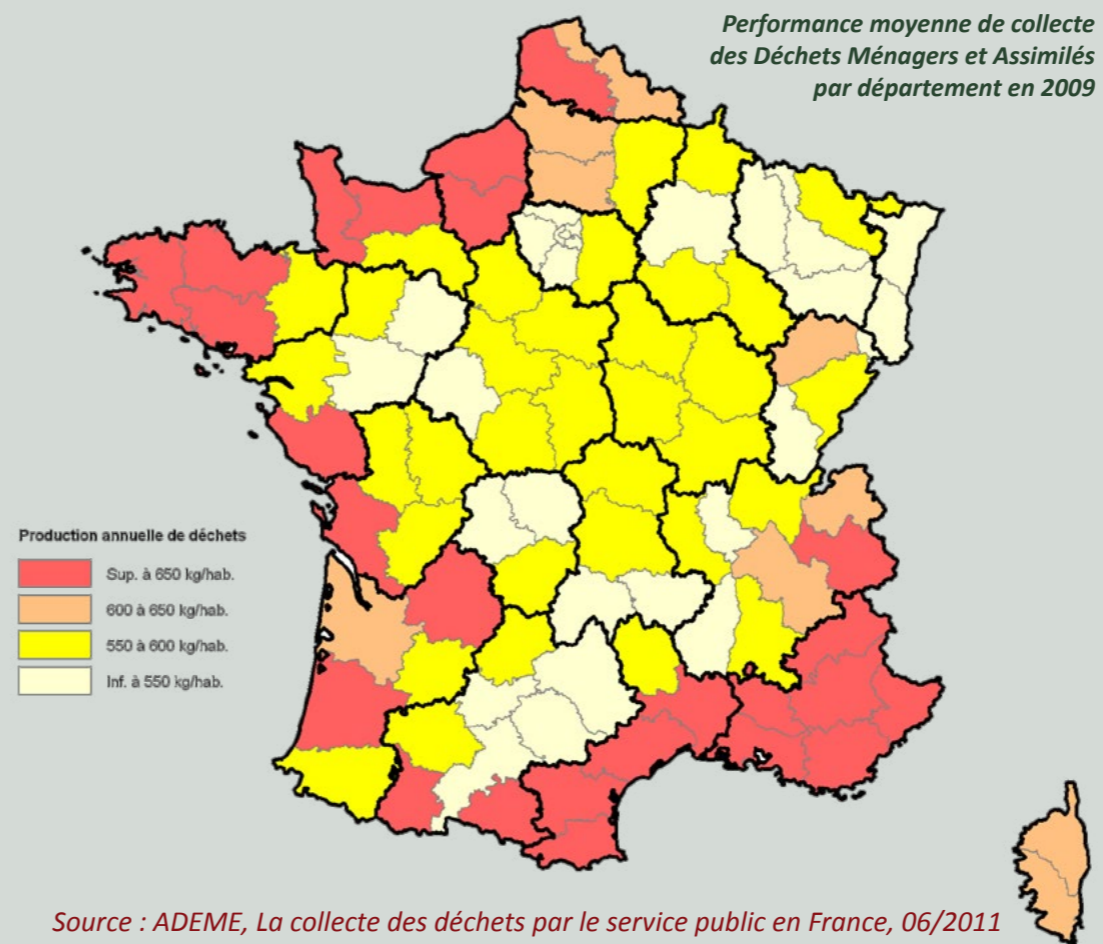 Performance moyenne de collecte
des Déchets Ménagers et Assimilés
par département en 2009
Production annuelle de déchets
Sup. à 650 kg/hab.
600 à 650 kg/hab.
550 à 600 kg/hab.
Inf. à 550 kg/hab.
Source : ADEME, La collecte des déchets par le service public en France, 06/2011